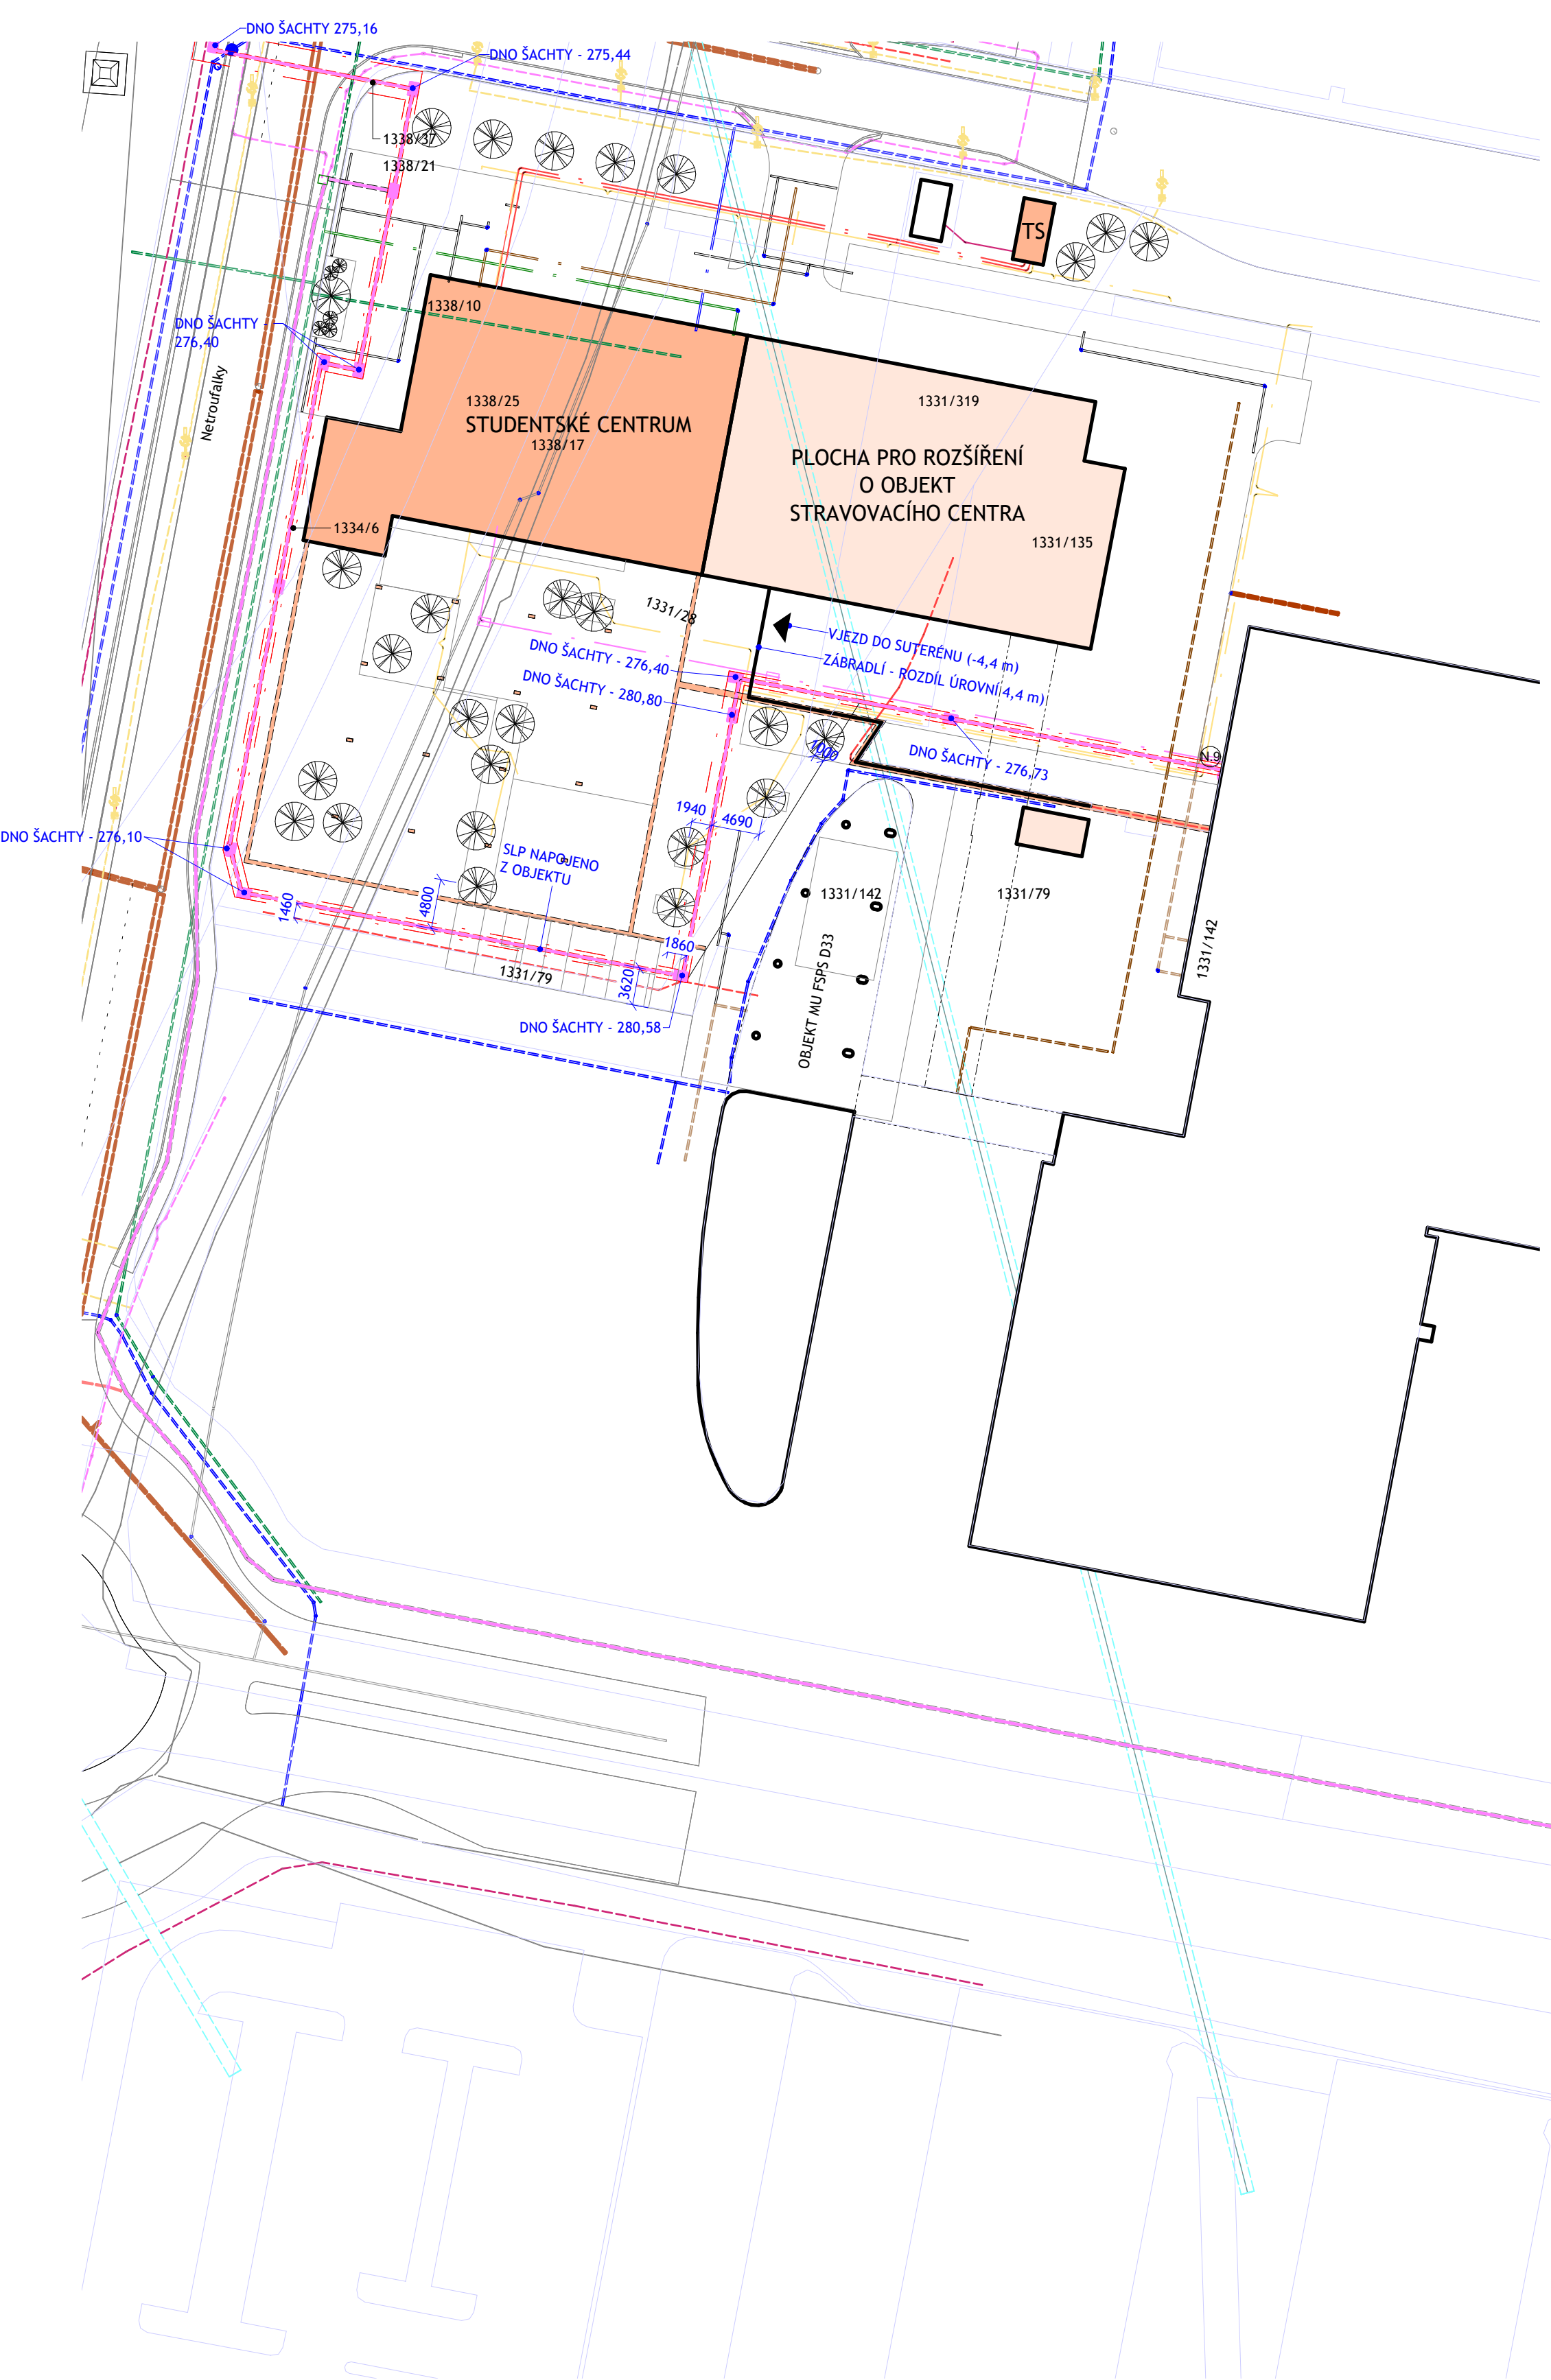 DNO ŠACHTY 275,16
DNO ŠACHTY - 275,44
1338/37
1338/21
TS
1338/10
DNO ŠACHTY -
276,40
Netroufalky
1338/25
STUDENTSKÉ CENTRUM
1338/17
1331/319
PLOCHA PRO ROZŠÍŘENÍ
O OBJEKT
STRAVOVACÍHO CENTRA
1334/6
1331/135
1331/28
VJEZD DO SUTERÉNU (-4,4 m)
DNO ŠACHTY - 276,40
ZÁBRADLÍ - ROZDÍL ÚROVNÍ 4,4 m)
DNO ŠACHTY - 280,80
1000
DNO ŠACHTY - 276,73
N.9
1940
4690
DNO ŠACHTY - 276,10
SLP NAPOJENO
Z OBJEKTU
1460
4800
1331/142
1331/79
1860
1331/142
1331/79
3620
OBJEKT MU FSPS D33
DNO ŠACHTY - 280,58